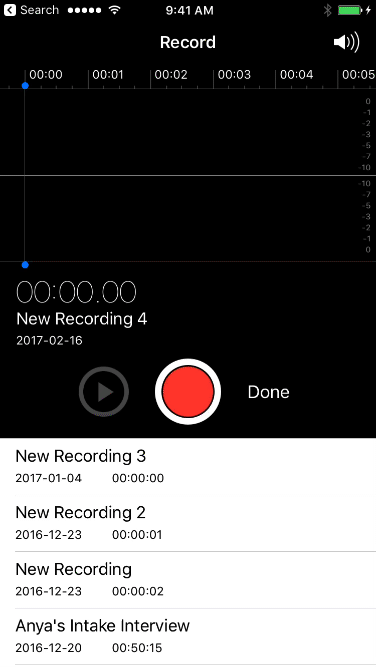 Search 9:41 AM
Record
00:00 00:01 00:02 00:03 00:04 00:05
0
-1
-2
-3
-5
-7
-10
-10
-7
-5
-3
-2
-1
0
00:00.00
New Recording 4
2017-02-16
Done
New Recording 3
2017-01-04 00:00:00
New Recording 2
2016-12-23 00:00:01
New Recording
2016-12-23 00:00:02
Anya's Intake Interview
2016-12-20 00:50:15